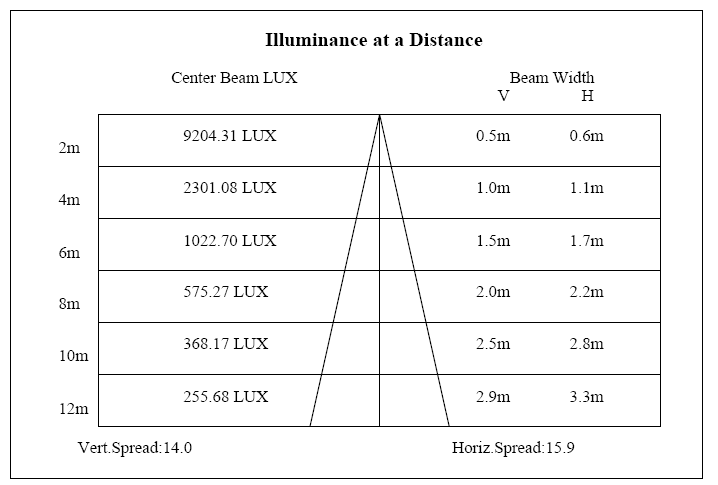 Illuminance at a Distance
Center Beam LUX Beam Width
V H
2m 9204.31 LUX 0.5m 0.6m
4m 2301.08 LUX 1.0m 1.1m
6m 1022.70 LUX 1.5m 1.7m
8m 575.27 LUX 2.0m 2.2m
10m 368.17 LUX 2.5m 2.8m
12m 255.68 LUX 2.9m 3.3m
Vert.Spread:14.0 Horiz.Spread:15.9